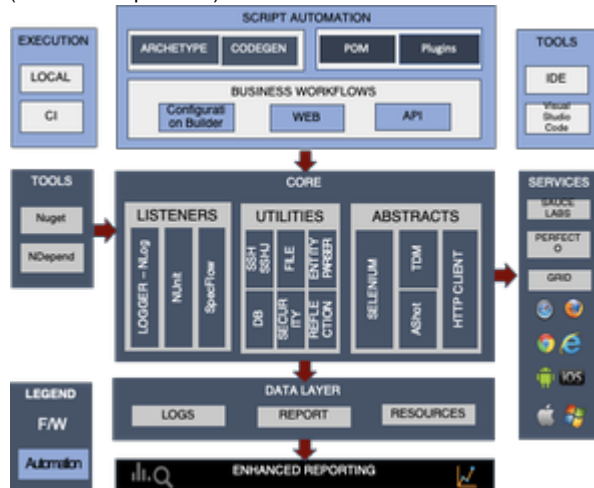 SCRIPT AUTOMATION
EXECUTION
LOCAL
CI
ARCHETYPE
CODEGEN
POM
Plugins
BUSINESS WORKFLOWS
Configurati
on Builder
WEB
API
TOOLS
IDE
Visual
Studio
Code
TOOLS
Nuget
NDepend
CORE
LISTENERS
LOGGER – NLog
NUnit
SpecFlow
UTILITIES
SSH
SSHJ
FILE
ENTITY
PARSER
DB
SECUR
ITY
REFLE
CTION
ABSTRACTS
SELENIUM
TDM
AShot
HTTP CLIENT
SERVICES
SAUCE
LABS
PERFECT
O
GRID
iOS
LEGEND
F/W
Automation
DATA LAYER
LOGS
REPORT
RESOURCES
ENHANCED REPORTING